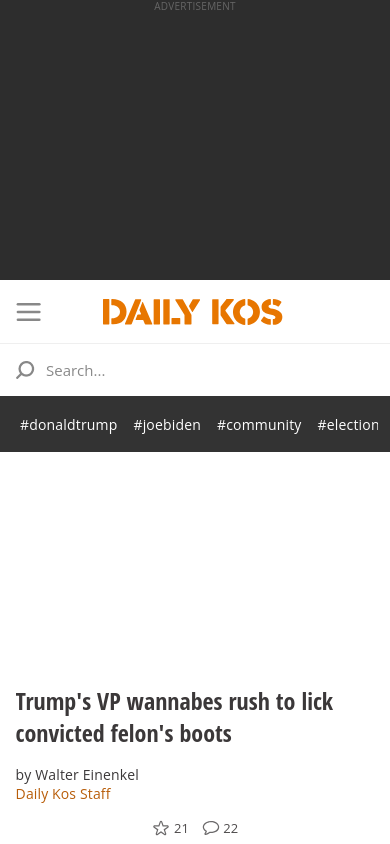 ADVERTISEMENT
DAILY KOS
Search...
#donaldtrump #joebiden #community #election
Trump's VP wannabes rush to lick
convicted felon's boots
by Walter Einenkel
Daily Kos Staff
21 22